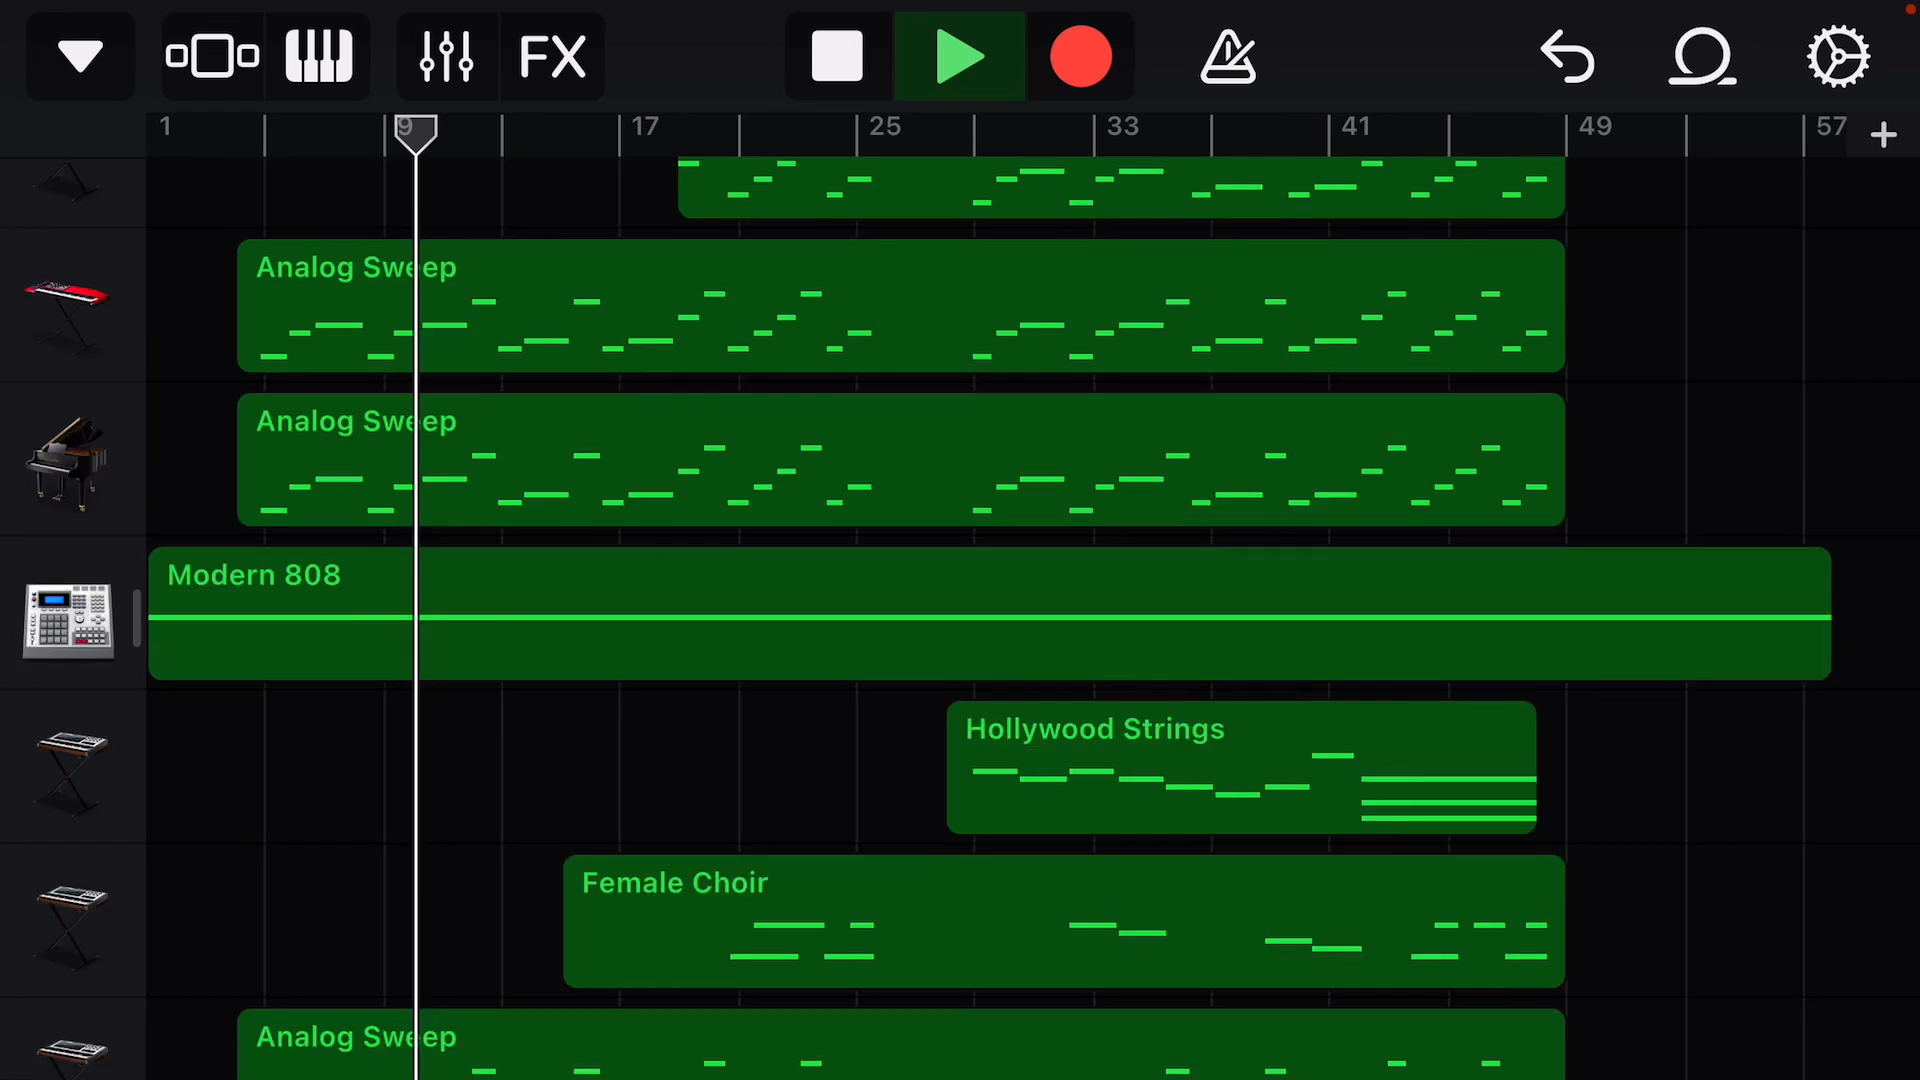 FX
1 9 17 25 33 41 49 57 +
Analog Sweep
Analog Sweep
Modern 808
Hollywood Strings
Female Choir
Analog Sweep